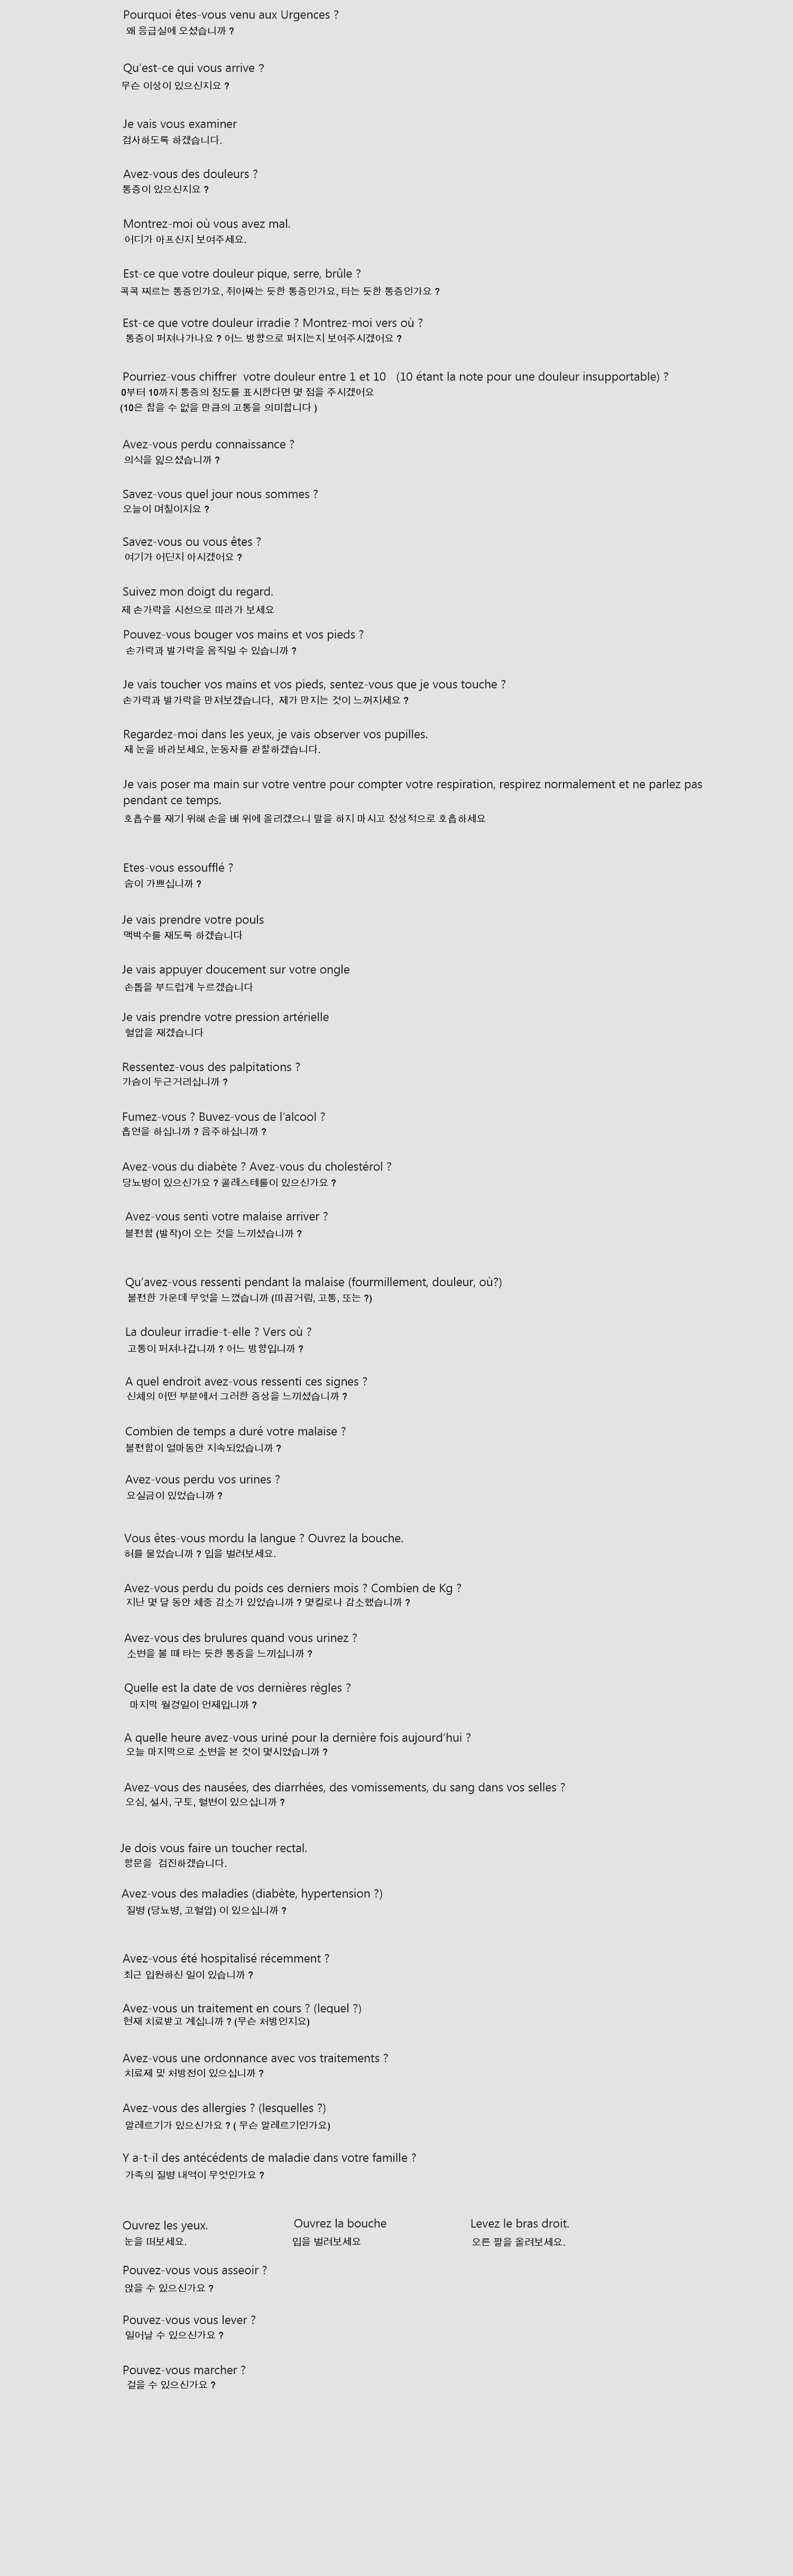 Pourquoi êtes-vous venu aux Urgences ?
왜 응급실에 오셨습니까 ?
Qu'est-ce qui vous arrive ?
무슨 이상이 있으신지요 ?
Je vais vous examiner
검사하도록 하겠습니다.
Avez-vous des douleurs ?
통증이 있으신지요 ?
Montrez-moi où vous avez mal.
어디가 아프신지 보여주세요.
Est-ce que votre douleur pique, serre, brûle ?
콕콕 찌르는 통증인가요, 쥐어짜는 듯한 통증인가요, 타는 듯한 통증인가요 ?
Est-ce que votre douleur irradie ? Montrez-moi vers où ?
통증이 퍼져나가나요 ? 어느 방향으로 퍼지는지 보여주시겠어요 ?
Pourriez-vous chiffrer votre douleur entre 1 et 10 (10 étant la note pour une douleur insupportable) ?
0부터 10까지 통증의 정도를 표시한다면 몇 점을 주시겠어요
(10은 참을 수 없을 만큼의 고통을 의미합니다 )
Avez-vous perdu connaissance ?
의식을 잃으셨습니까 ?
Savez-vous quel jour nous sommes ?
오늘이 며칠이지요 ?
Savez-vous ou vous êtes ?
여기가 어딘지 아시겠어요 ?
Suivez mon doigt du regard.
제 손가락을 시선으로 따라가 보세요
Pouvez-vous bouger vos mains et vos pieds ?
손가락과 발가락을 움직일 수 있습니까 ?
Je vais toucher vos mains et vos pieds, sentez-vous que je vous touche ?
손가락과 발가락을 만져보겠습니다, 제가 만지는 것이 느껴지세요 ?
Regardez-moi dans les yeux, je vais observer vos pupilles.
제 눈을 바라보세요, 눈동자를 관찰하겠습니다.
Je vais poser ma main sur votre ventre pour compter votre respiration, respirez normalement et ne parlez pas
pendant ce temps.
호흡수를 재기 위해 손을 배 위에 올리겠으니 말을 하지 마시고 정상적으로 호흡하세요
Etes-vous essoufflé ?
숨이 가쁘십니까 ?
Je vais prendre votre pouls
맥박수를 재도록 하겠습니다
Je vais appuyer doucement sur votre ongle
손톱을 부드럽게 누르겠습니다
Je vais prendre votre pression artérielle
혈압을 재겠습니다
Ressentez-vous des palpitations ?
가슴이 두근거리십니까 ?
Fumez-vous ? Buvez-vous de l'alcool ?
흡연을 하십니까 ? 음주하십니까 ?
Avez-vous du diabète ? Avez-vous du cholestérol ?
당뇨병이 있으신가요 ? 콜레스테롤이 있으신가요 ?
Avez-vous senti votre malaise arriver ?
불편함 (발작)이 오는 것을 느끼셨습니까 ?
Qu'avez-vous ressenti pendant la malaise (fourmillement, douleur, où?)
불편한 가운데 무엇을 느꼈습니까 (따끔거림, 고통, 또는 ?)
La douleur irradie-t-elle ? Vers où ?
고통이 퍼져나갑니까 ? 어느 방향입니까 ?
A quel endroit avez-vous ressenti ces signes ?
신체의 어떤 부분에서 그러한 증상을 느끼셨습니까 ?
Combien de temps a duré votre malaise ?
불편함이 얼마동안 지속되었습니까 ?
Avez-vous perdu vos urines ?
요실금이 있었습니까 ?
Vous êtes-vous mordu la langue ? Ouvrez la bouche.
혀를 물었습니까 ? 입을 벌려보세요.
Avez-vous perdu du poids ces derniers mois ? Combien de Kg ?
지난 몇 달 동안 체중 감소가 있었습니까 ? 몇킬로나 감소했습니까 ?
Avez-vous des brulures quand vous urinez ?
소변을 볼 때 타는 듯한 통증을 느끼십니까 ?
Quelle est la date de vos dernières règles ?
마지막 월경일이 언제입니까 ?
A quelle heure avez-vous uriné pour la dernière fois aujourd'hui ?
오늘 마지막으로 소변을 본 것이 몇시었습니까 ?
Avez-vous des nausées, des diarrhées, des vomissements, du sang dans vos selles ?
오심, 설사, 구토, 혈변이 있으십니까 ?
Je dois vous faire un toucher rectal.
항문을 검진하겠습니다.
Avez-vous des maladies (diabète, hypertension ?)
질병 (당뇨병, 고혈압) 이 있으십니까 ?
Avez-vous été hospitalisé récemment ?
최근 입원하신 일이 있습니까 ?
Avez-vous un traitement en cours ? (lequel ?)
현재 치료받고 계십니까 ? (무슨 처방인지요)
Avez-vous une ordonnance avec vos traitements ?
치료제 및 처방전이 있으십니까 ?
Avez-vous des allergies ? (lesquelles ?)
알레르기가 있으신가요 ? ( 무슨 알레르기인가요)
Y a-t-il des antécédents de maladie dans votre famille ?
가족의 질병 내역이 무엇인가요 ?
Ouvrez les yeux. Ouvrez la bouche Levez le bras droit.
눈을 떠보세요. 입을 벌려보세요 오른 팔을 올려보세요.
Pouvez-vous vous asseoir ?
앉을 수 있으신가요 ?
Pouvez-vous vous lever ?
일어날 수 있으신가요 ?
Pouvez-vous marcher ?
걸을 수 있으신가요 ?